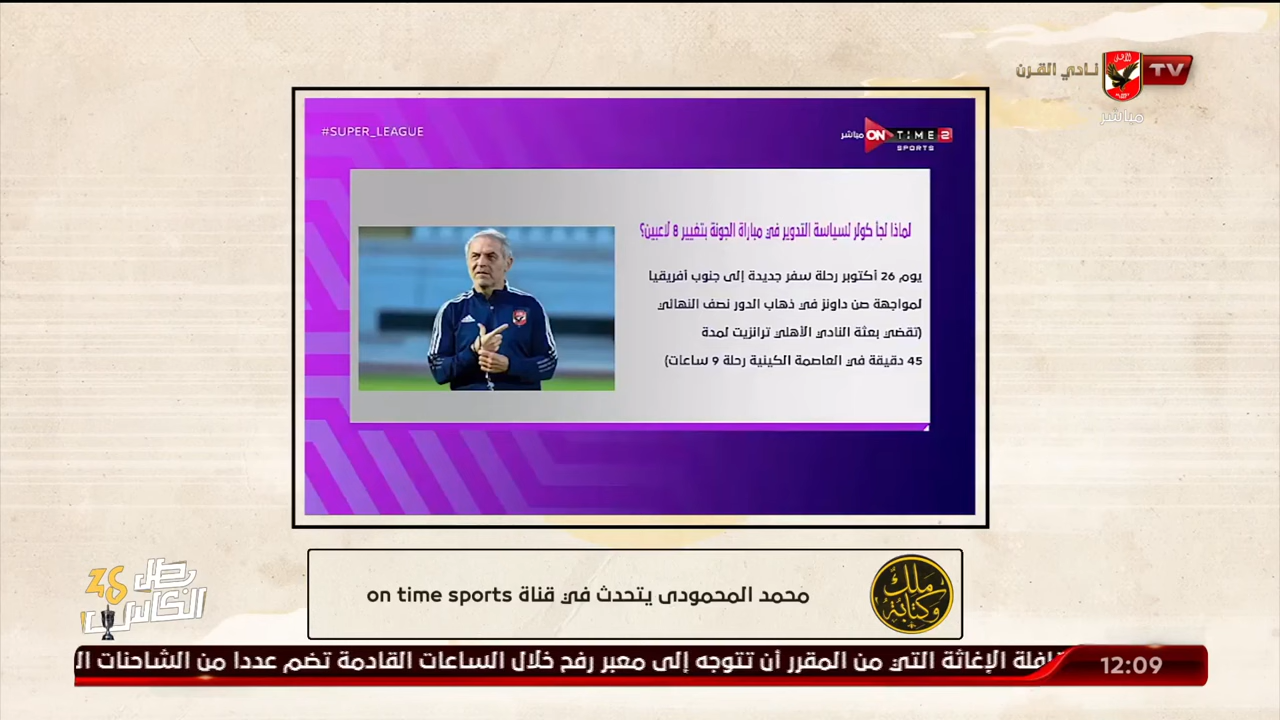 نادي القرن
TV
مباشر
#SUPER_LEAGUE
مباشر ON TIME 2
SPORTS
لماذا لجأ كولر لسياسة التدوير في مباراة الجونة بتغيير 8 لاعبين؟
يوم 26 أكتوبر رحلة سفر جديدة إلى جنوب أفريقيا
لمواجهة صن داونز في ذهاب الدور نصف النهائي
(تقضي بعثة النادي الأهلي ترانزيت لمدة
45 دقيقة في العاصمة الكينية رحلة 9 ساعات)
محمد المحمودى يتحدث في قناة on time sports
ملك وكتابة
بطل الكاس 38
قافلة الإغاثة التي من المقرر أن تتوجه إلى معبر رفح خلال الساعات القادمة تضم عددا من الشاحنات ال
12:09